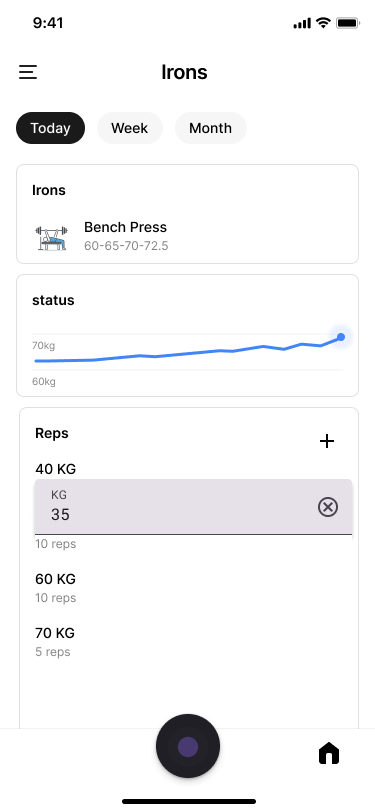 9:41
Irons
Today Week Month
Irons
Bench Press
60-65-70-72.5
status
70kg
60kg
Reps
40 KG
KG
35
10 reps
60 KG
10 reps
70 KG
5 reps